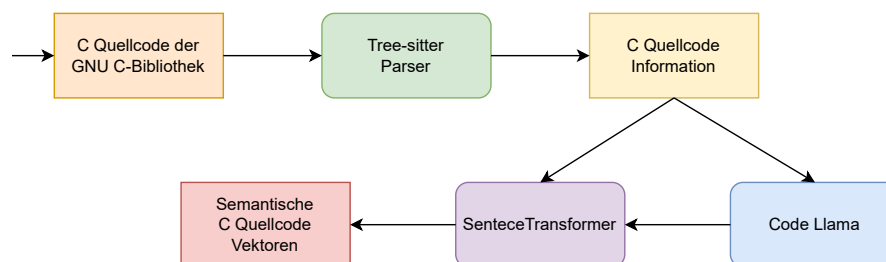 C Quellcode der
GNU C-Bibliothek
Tree-sitter
Parser
C Quellcode
Information
Semantische
C Quellcode
Vektoren
SenteceTransformer
Code Llama